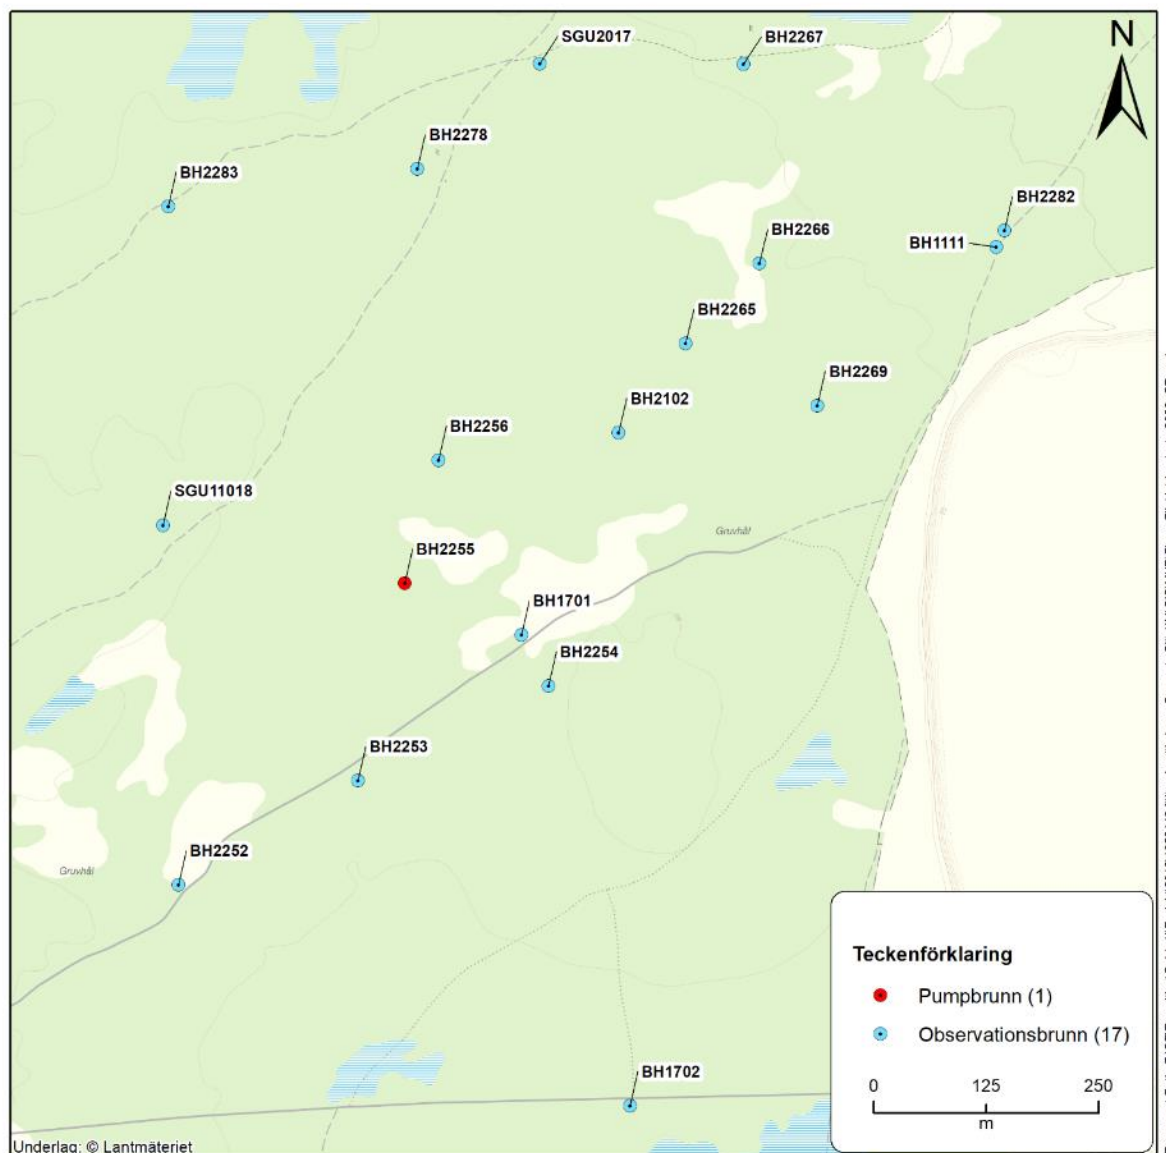 SGU2017
BH2267
N
BH2278
BH2283
BH2282
BH2266
BH1111
BH2265
BH2269
BH2102
BH2256
SGU11018
Gruvhål
BH2255
BH1701
BH2254
BH2253
BH2252
Gruvhål
Teckenförklaring
Pumpbrunn (1)
Observationsbrunn (17)
BH1702
0 125 250
m
Underlag: © Lantmäteriet